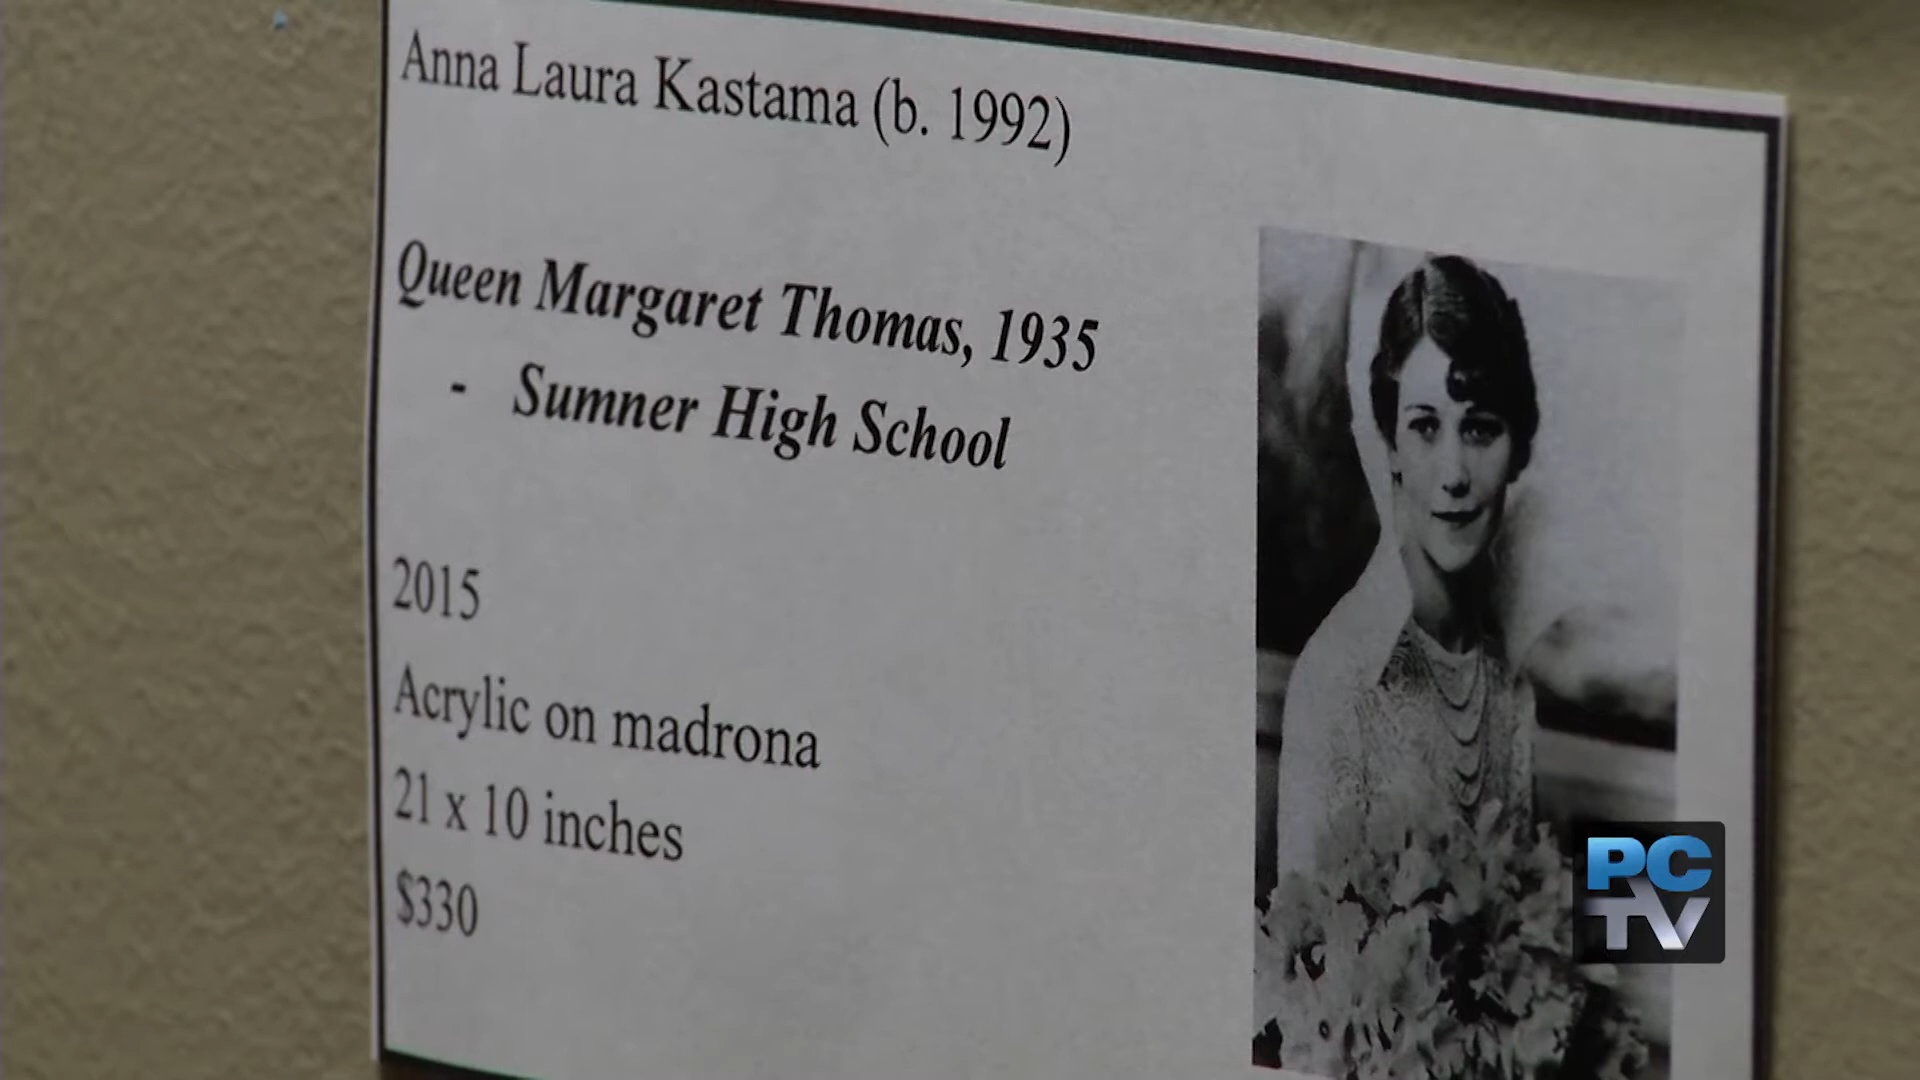 Anna Laura Kastama (b. 1992)
Queen Margaret Thomas, 1935
- Sumner High School
2015
Acrylic on madrona
21 x 10 inches
$330
PC
TV